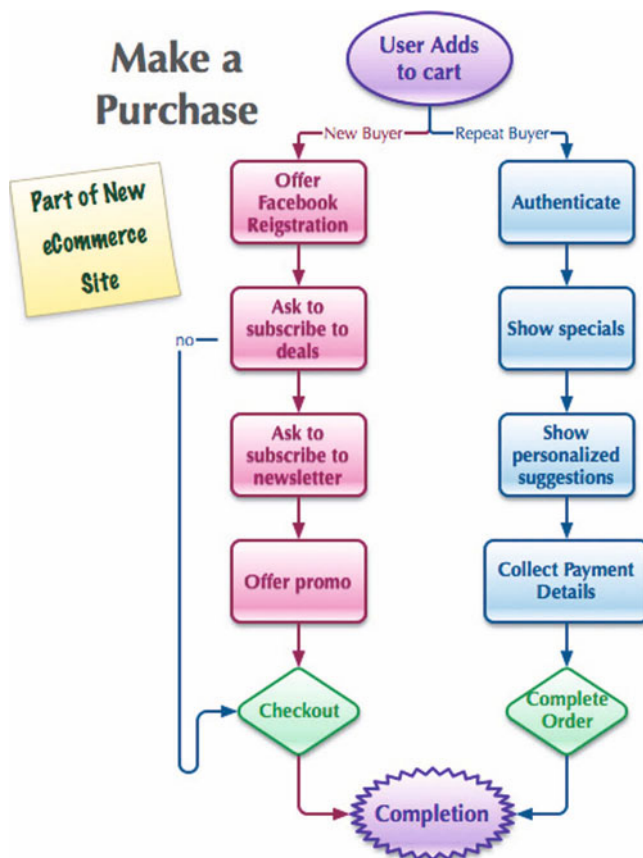 Make a
Purchase
User Adds
to cart
New Buyer
Repeat Buyer
Part of New
eCommerce
Site
Offer
Facebook
Reigstration
Authenticate
Ask to
subscribe to
deals
Show specials
no
Ask to
subscribe to
newsletter
Show
personalized
suggestions
Offer promo
Collect Payment
Details
Checkout
Complete
Order
Completion